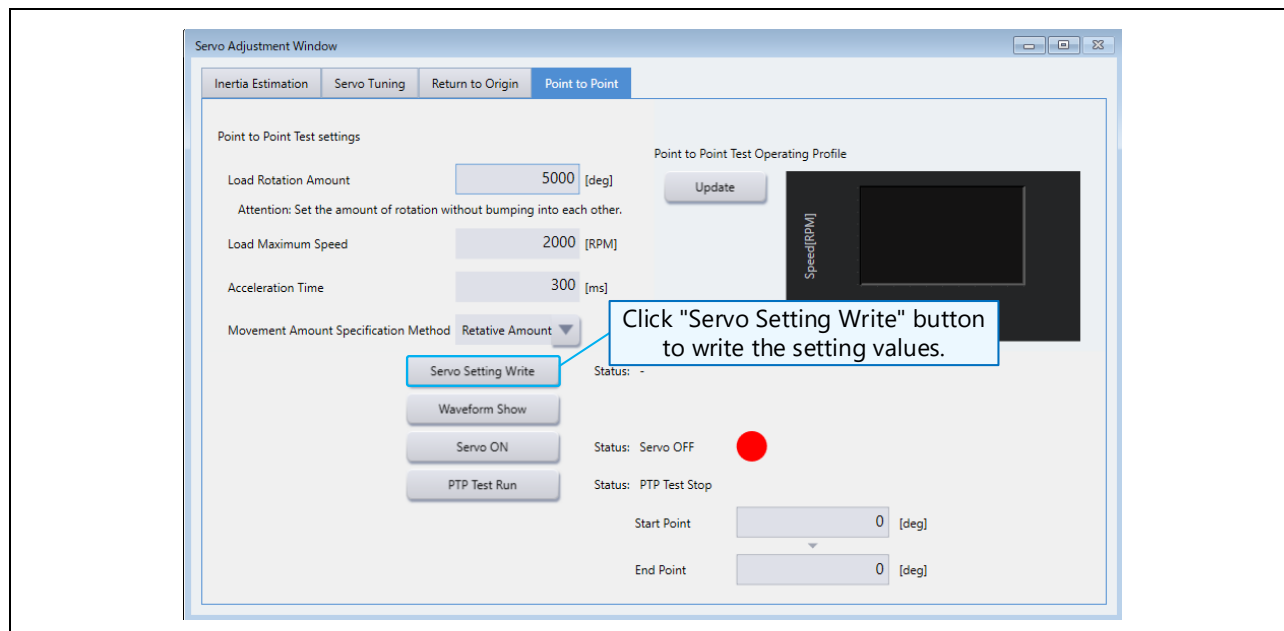 Servo Adjustment Window
Inertia Estimation
Servo Tuning
Return to Origin
Point to Point
Point to Point Test settings
Load Rotation Amount 5000 [deg]
Attention: Set the amount of rotation without bumping into each other.
Load Maximum Speed 2000 [RPM]
Acceleration Time 300 [ms]
Movement Amount Specification Method Retative Amount
Point to Point Test Operating Profile
Update
Speed[RPM]
Click "Servo Setting Write" button
to write the setting values.
Servo Setting Write Status: -
Waveform Show
Servo ON Status: Servo OFF
PTP Test Run Status: PTP Test Stop
Start Point 0 [deg]
End Point 0 [deg]